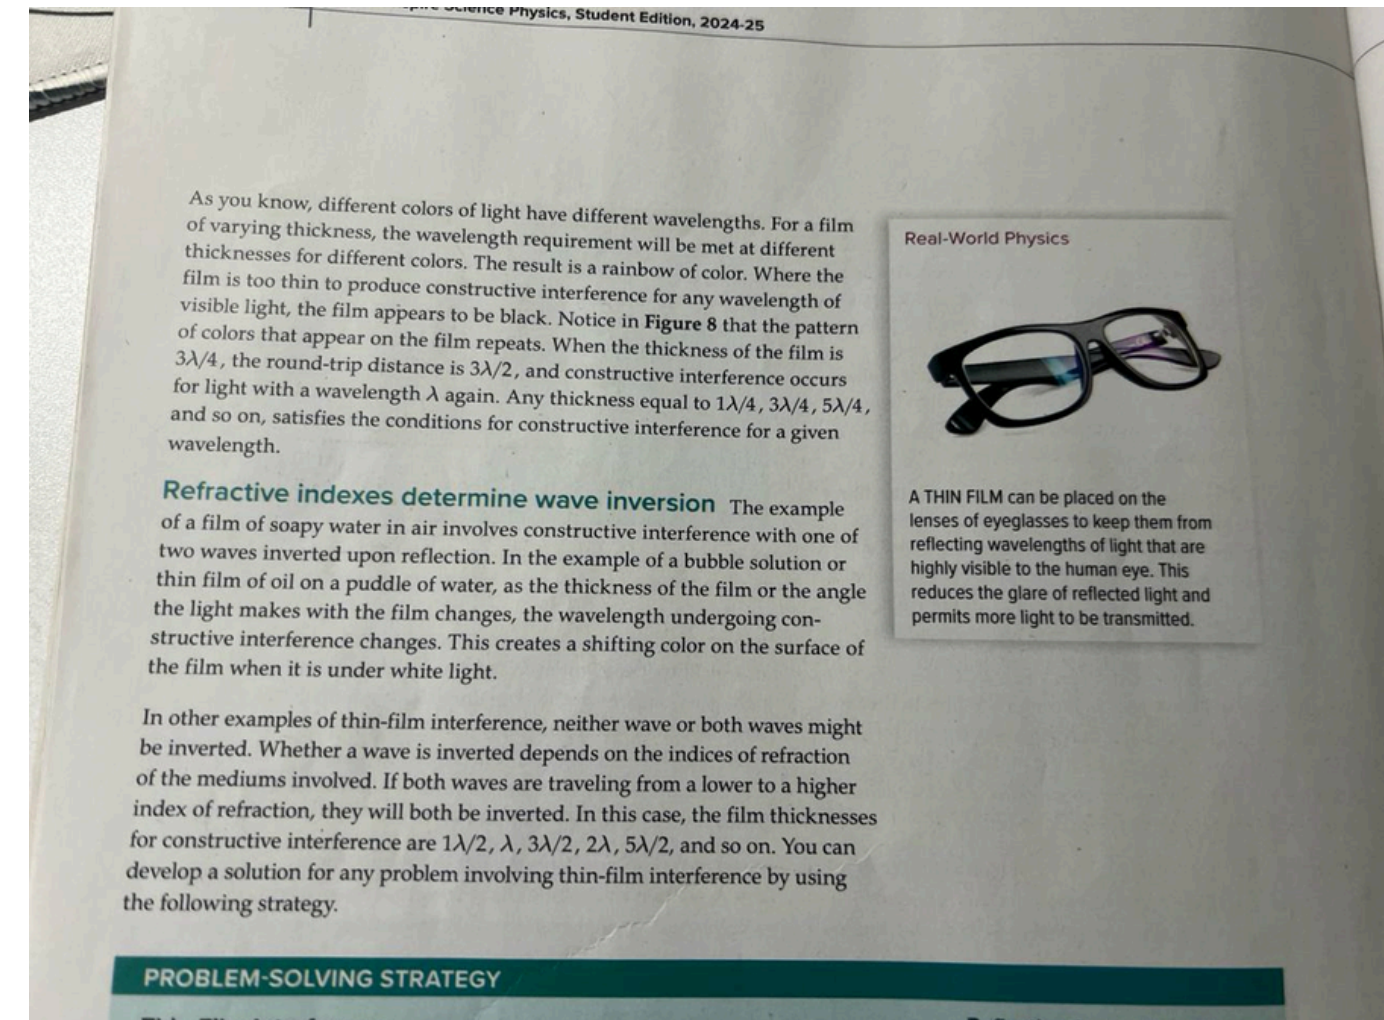 Science Physics, Student Edition, 2024-25
As you know, different colors of light have different wavelengths. For a film
of varying thickness, the wavelength requirement will be met at different
thicknesses for different colors. The result is a rainbow of color. Where the
film is too thin to produce constructive interference for any wavelength of
visible light, the film appears to be black. Notice in Figure 8 that the pattern
of colors that appear on the film repeats. When the thickness of the film is
3λ/4, the round-trip distance is 3λ/2, and constructive interference occurs
for light with a wavelength λ again. Any thickness equal to 1λ/4, 3λ/4, 5λ/4,
and so on, satisfies the conditions for constructive interference for a given
wavelength.
Refractive indexes determine wave inversion The example
of a film of soapy water in air involves constructive interference with one of
two waves inverted upon reflection. In the example of a bubble solution or
thin film of oil on a puddle of water, as the thickness of the film or the angle
the light makes with the film changes, the wavelength undergoing con-
structive interference changes. This creates a shifting color on the surface of
the film when it is under white light.
In other examples of thin-film interference, neither wave or both waves might
be inverted. Whether a wave is inverted depends on the indices of refraction
of the mediums involved. If both waves are traveling from a lower to a higher
index of refraction, they will both be inverted. In this case, the film thicknesses
for constructive interference are 1λ/2, λ, 3λ/2, 2λ, 5λ/2, and so on. You can
develop a solution for any problem involving thin-film interference by using
the following strategy.
Real-World Physics
A THIN FILM can be placed on the
lenses of eyeglasses to keep them from
reflecting wavelengths of light that are
highly visible to the human eye. This
reduces the glare of reflected light and
permits more light to be transmitted.
PROBLEM-SOLVING STRATEGY